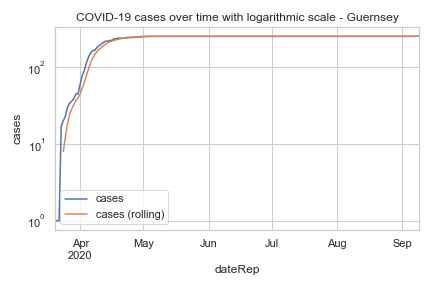 COVID-19 cases over time with logarithmic scale - Guernsey
10²
10¹
10⁰
cases
cases
cases (rolling)
Apr May Jun Jul Aug Sep
2020
dateRep